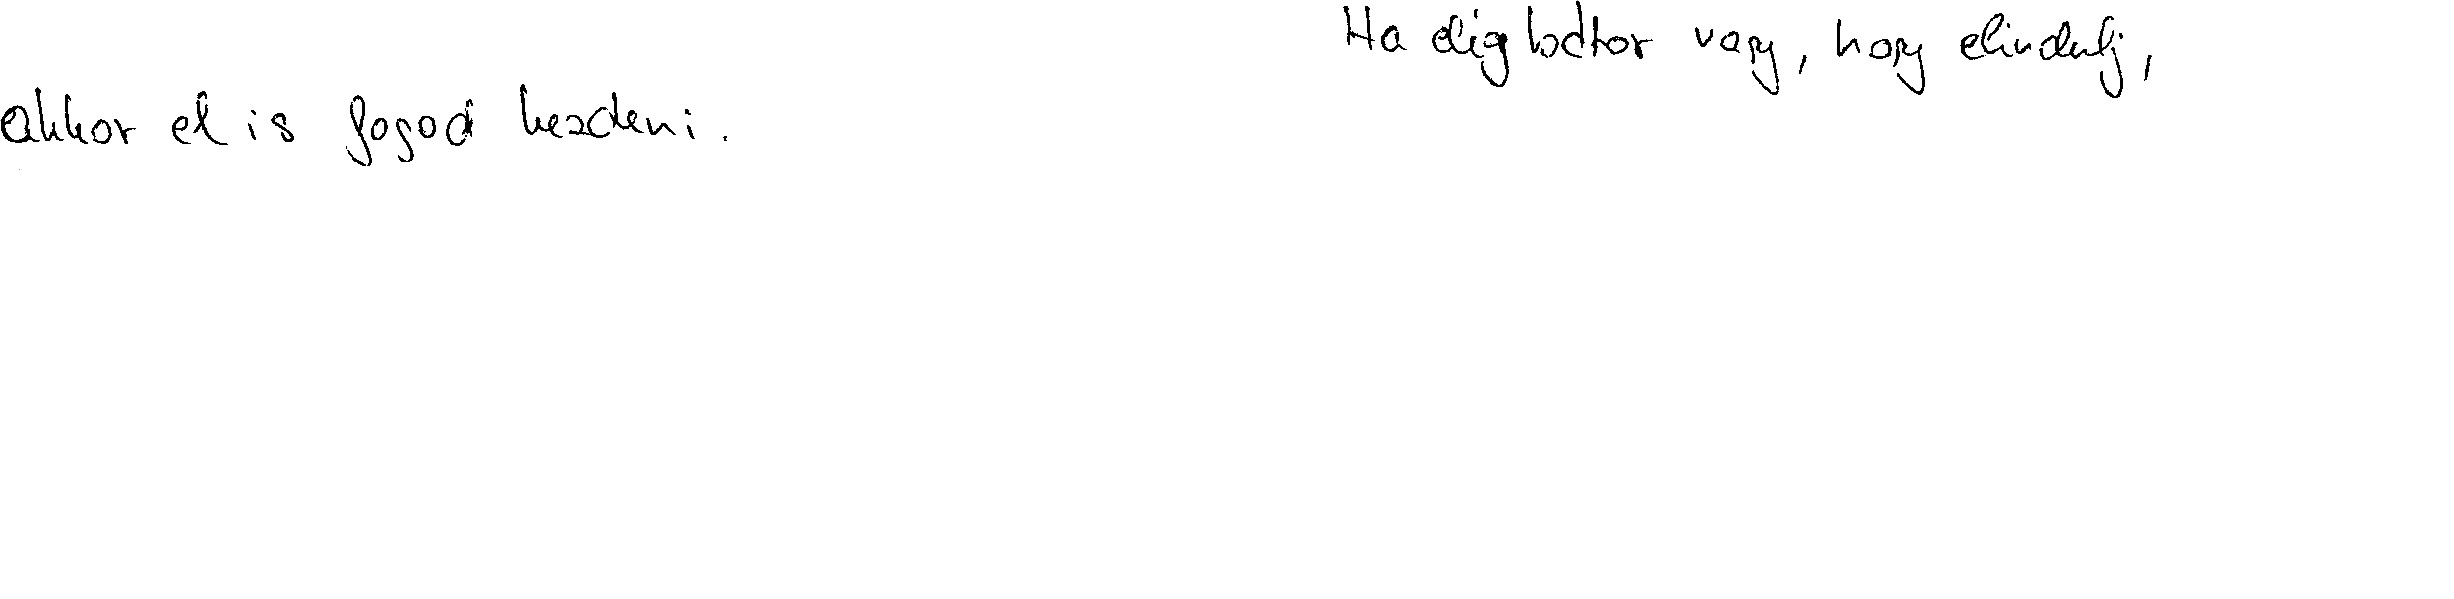 Ha elég bátor vagy, hogy elindulj,
akkor el is fogod kezdeni.